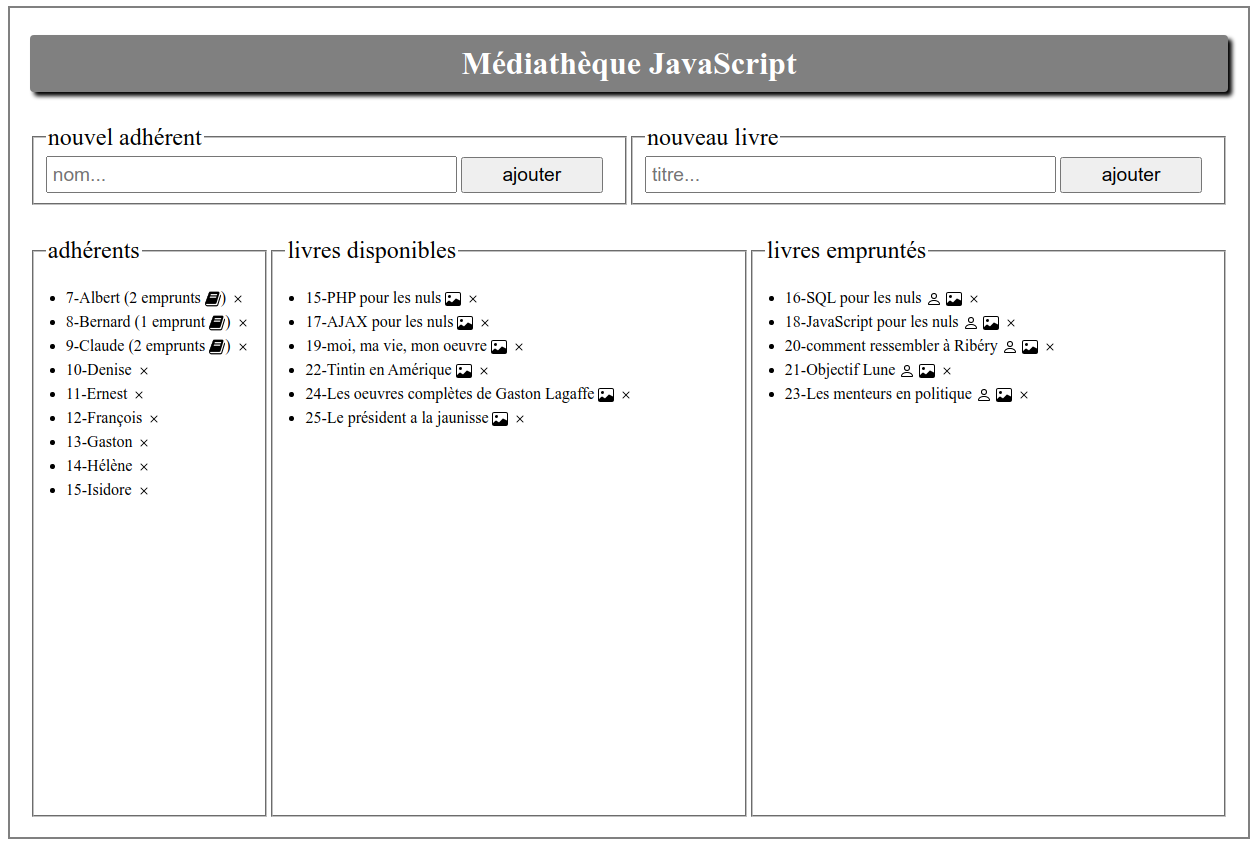 Médiathèque JavaScript
nouvel adhérent
nom...
ajouter
nouveau livre
titre...
ajouter
adhérents
7-Albert (2 emprunts )
8-Bernard (1 emprunt )
9-Claude (2 emprunts )
10-Denise
11-Ernest
12-François
13-Gaston
14-Hélène
15-Isidore
livres disponibles
15-PHP pour les nuls
17-AJAX pour les nuls
19-moi, ma vie, mon oeuvre
22-Tintin en Amérique
24-Les oeuvres complètes de Gaston Lagaffe
25-Le président a la jaunisse
livres empruntés
16-SQL pour les nuls
18-JavaScript pour les nuls
20-comment ressembler à Ribéry
21-Objectif Lune
23-Les menteurs en politique